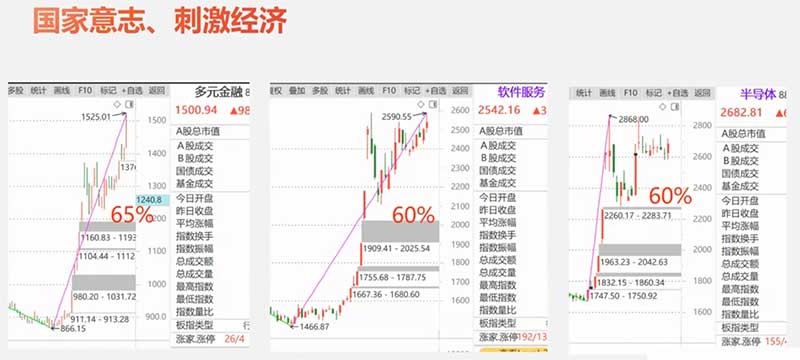 国家意志、刺激经济
多股 统计 画线 F10 标记 +自选 返回
多元金融 8
1500.94 ▲98
A股总市值
A股成交
B股成交
国债成交
基金成交
今日开盘
昨日收盘
平均涨幅
指数换手
指数振幅
总成交额
总成交量
最高指数
最低指数
指数量比
板指类型 行
涨家.涨停 26/4
1525.01
1500
1400
1376
1300
1240.8
1200
65%
1160.83 - 1193
1104.44 - 1112
980.20 - 1031.72
911.14 - 913.28
900.0
866.15
复权 叠加 多股 统计 画线 F10 标记 +自选 返回
软件服务
2542.16 ▲3
A股总市值
A股成交
B股成交
国债成交
基金成交
今日开盘
昨日收盘
平均涨幅
指数换手
指数振幅
总成交额
总成交量
最高指数
最低指数
指数量比
板指类型
涨家.涨停 192/13
2590.55
2600
2500
2400
2300
2200
2100
2000
1900
1800
1700
1600
60%
1909.41 - 2025.54
1755.68 - 1787.75
1667.36 - 1680.60
1466.87
统计 画线 F10 标记 +自选 返回
半导体 88
2682.81 ▲
A股总市值
A股成交
B股成交
国债成交
基金成交
今日开盘
昨日收盘
平均涨幅
指数换手
指数振幅
总成交额
总成交量
最高指数
最低指数
指数量比
板指类型
涨家.涨停 155/4
2868.00
2800
2600
2400
2200
2000
1800
1600
60%
2260.17 - 2283.71
1963.23 - 2042.63
1832.15 - 1860.34
1747.50 - 1750.92